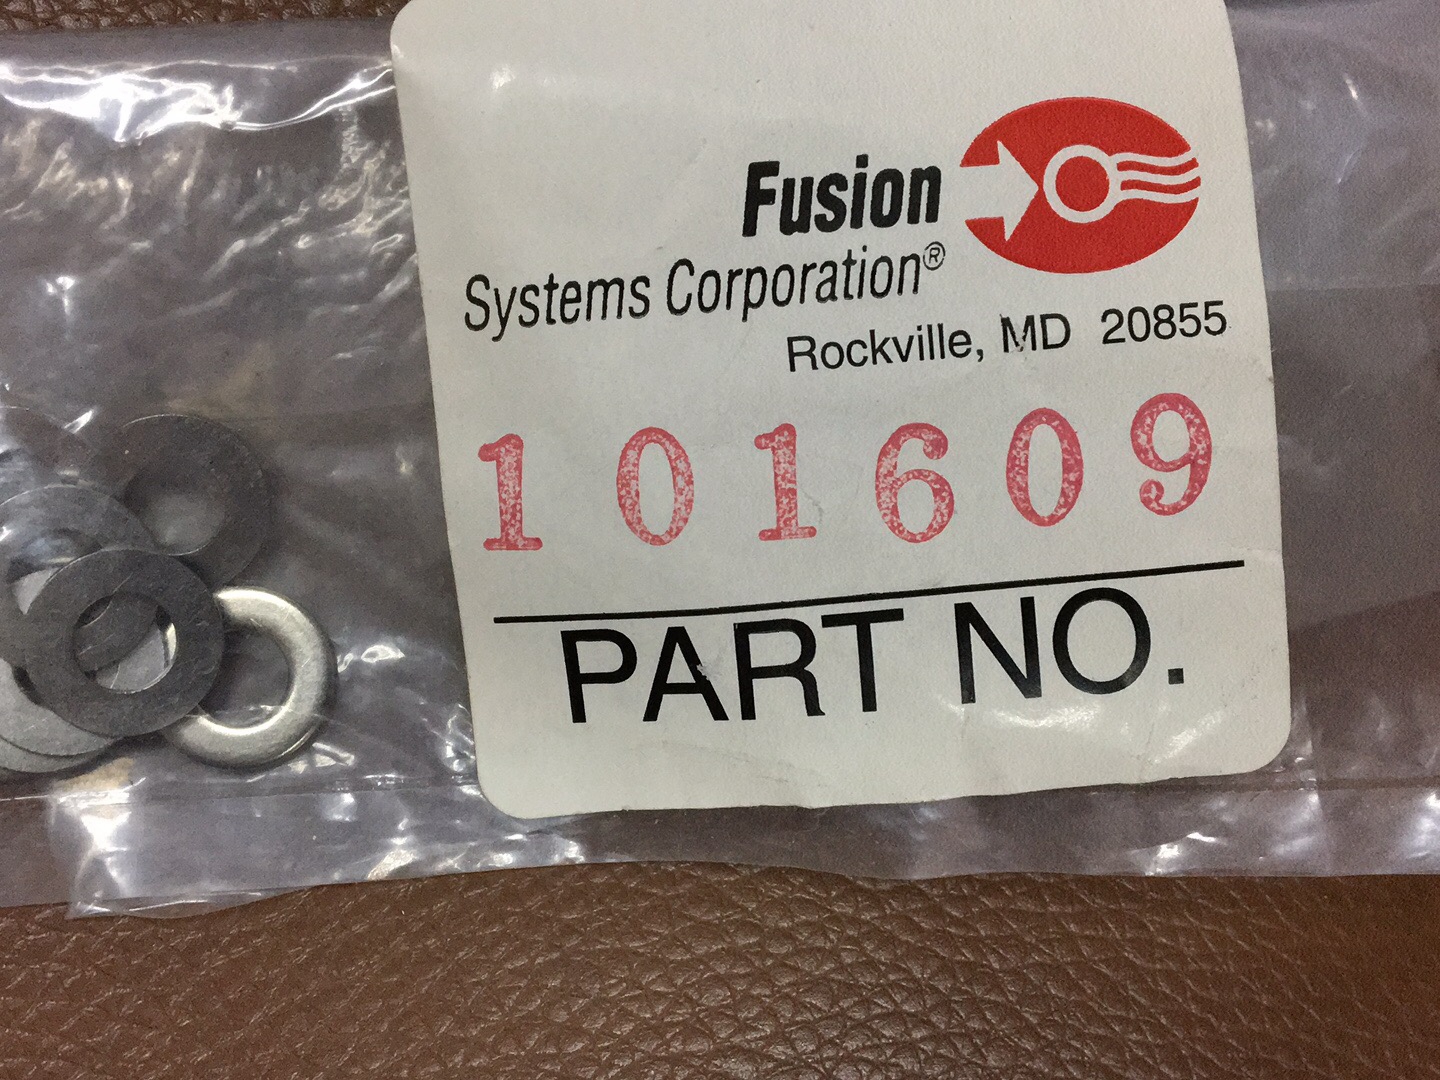 Fusion
Systems Corporation®
Rockville, MD 20855
101609
PART NO.